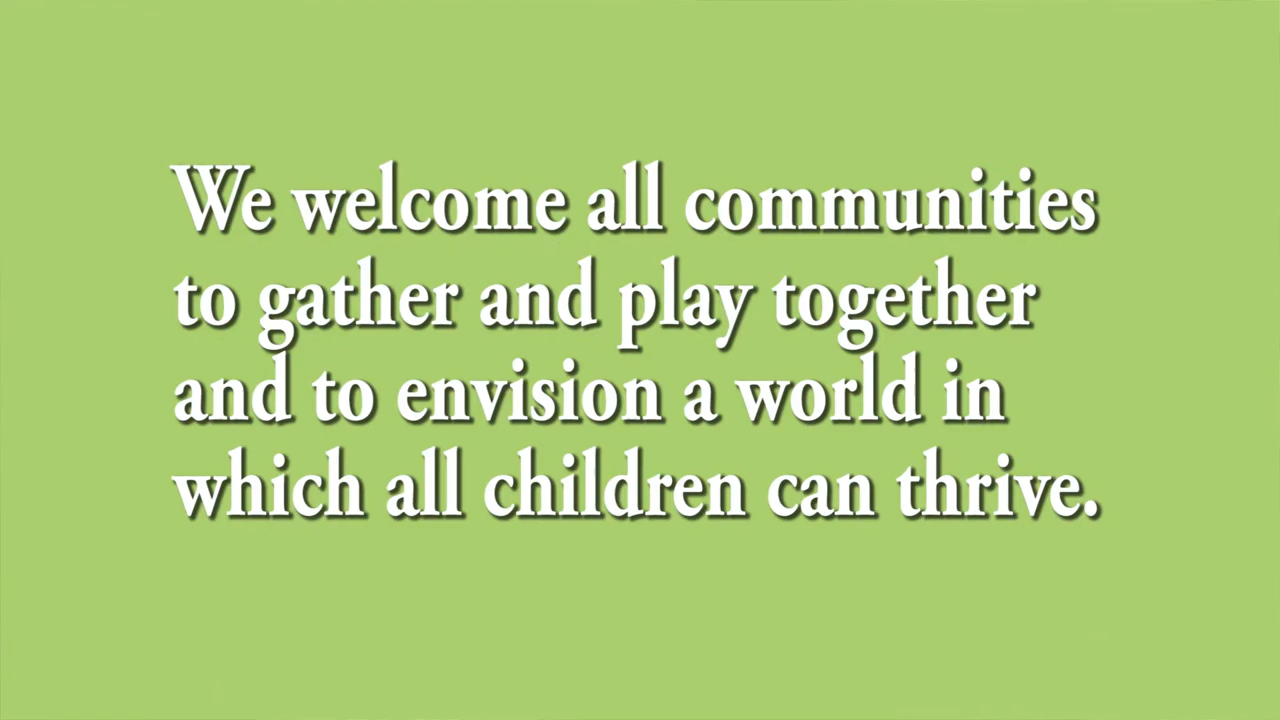 We welcome all communities
to gather and play together
and to envision a world in
which all children can thrive.